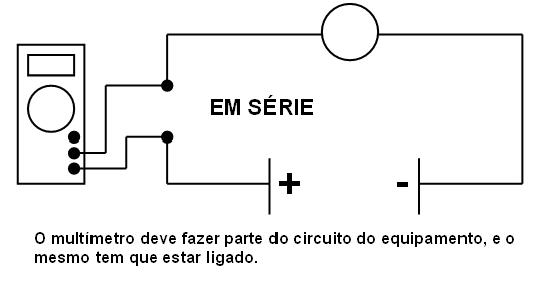 EM SÉRIE
+ -
O multímetro deve fazer parte do circuito do equipamento, e o
mesmo tem que estar ligado.